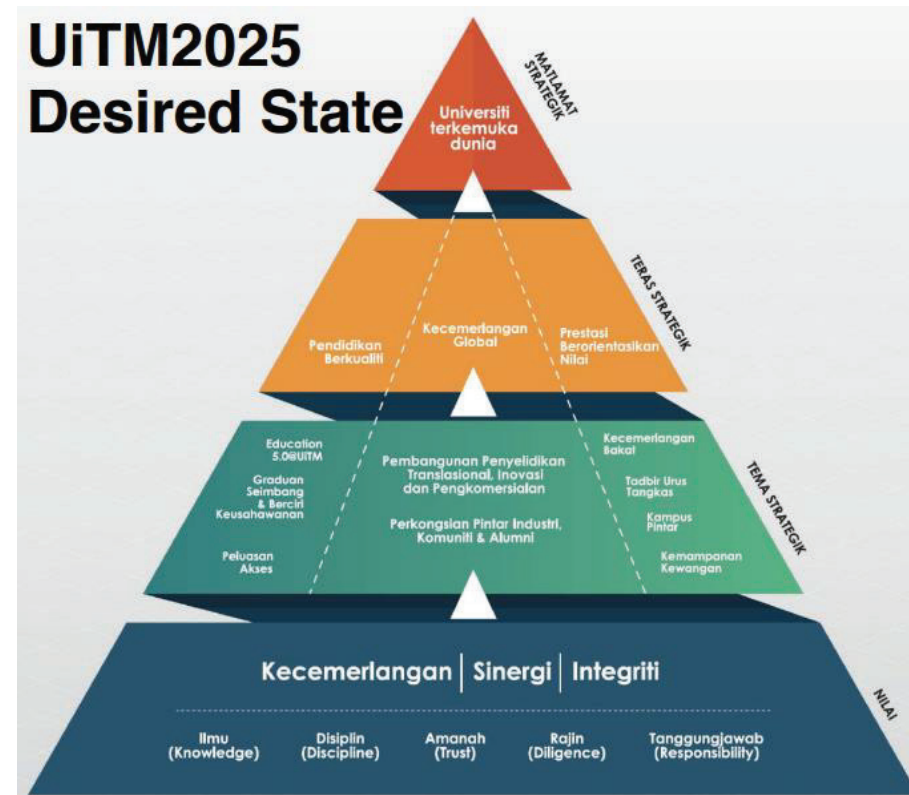 UiTM2025
Desired State
MATLAMAT
STRATEGIK
Universiti
terkemuka
dunia
TERAS STRATEGIK
Pendidikan
Berkualiti
Kecemerlangan
Global
Prestasi
Berorientasikan
Nilai
TEMA STRATEGIK
Education
5.0@UiTM
Graduan
Seimbang
& Berciri
Keusahawanan
Peluasan
Akses
Pembangunan Penyelidikan
Translasional, Inovasi
dan Pengkomersialan
Perkongsian Pintar Industri,
Komuniti & Alumni
Kecemerlangan
Bakat
Tadbir Urus
Tangkas
Kampus
Pintar
Kemampanan
Kewangan
NILAI
Kecemerlangan | Sinergi | Integriti
Ilmu
(Knowledge)
Disiplin
(Discipline)
Amanah
(Trust)
Rajin
(Diligence)
Tanggungjawab
(Responsibility)